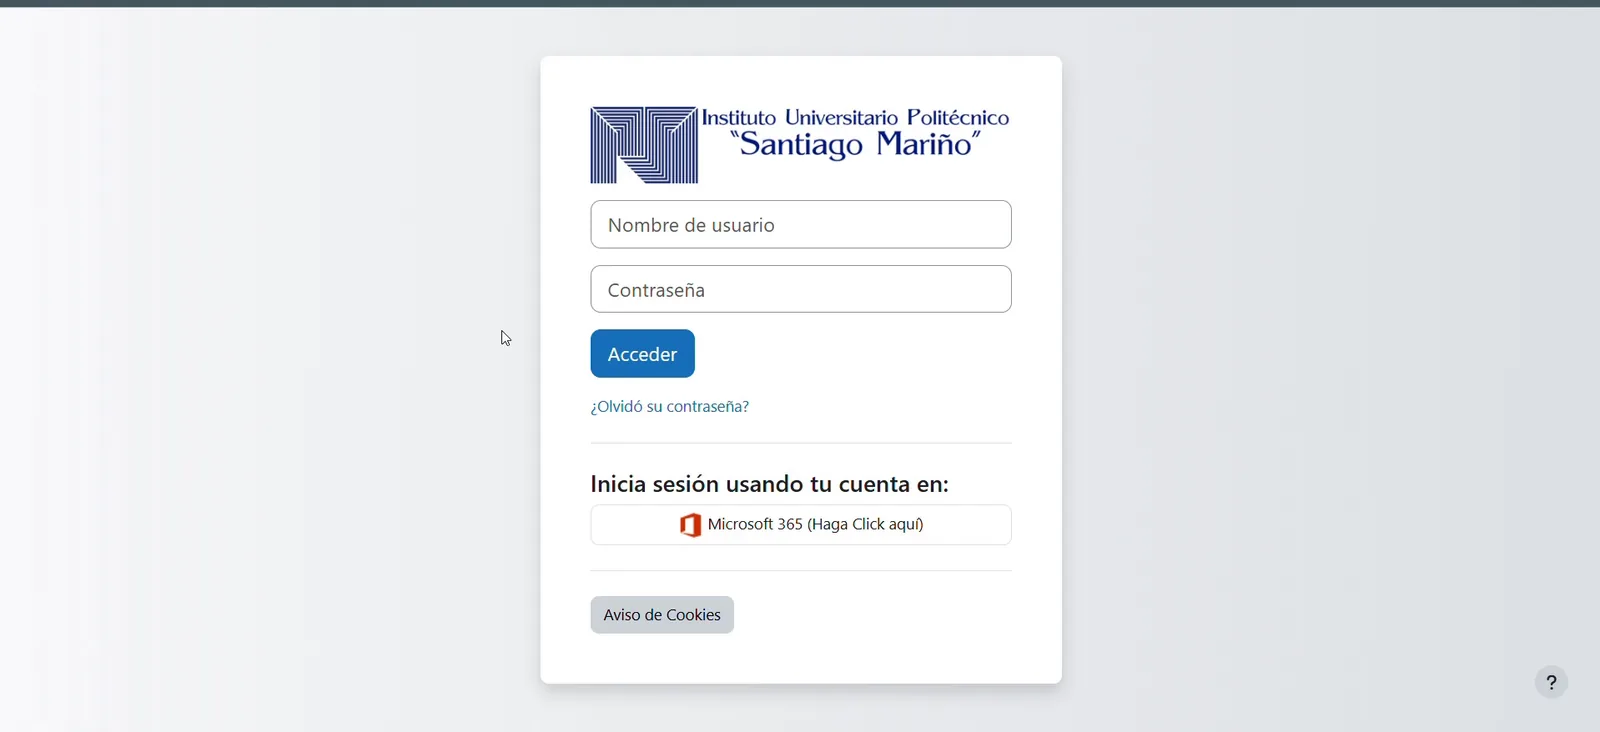 Instituto Universitario Politécnico
“Santiago Mariño”
Nombre de usuario
Contraseña
Acceder
¿Olvidó su contraseña?
Inicia sesión usando tu cuenta en:
Microsoft 365 (Haga Click aquí)
Aviso de Cookies
?